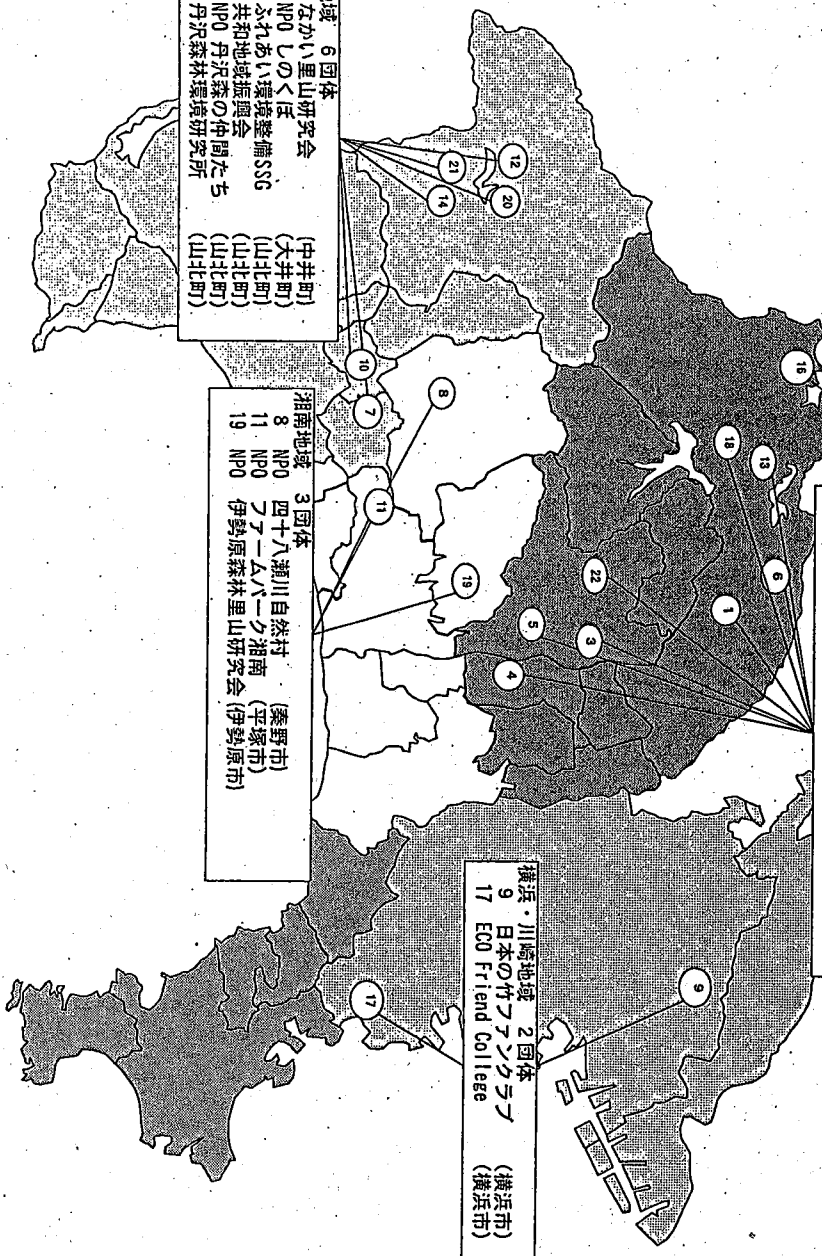 域 6団体
なかい里山研究会 (中井町)
NPO しのくぼ (大井町)
ふれあい環境整備SSG (山北町)
共和地域振興会 (山北町)
NPO 丹沢森の仲間たち (山北町)
丹沢森林環境研究所 (山北町)
湘南地域 3団体
8 NPO 四十八瀬川自然村 (秦野市)
11 NPO ファームパーク湘南 (平塚市)
19 NPO 伊勢原森林里山研究会 (伊勢原市)
横浜・川崎地域 2団体
9 日本の竹ファンクラブ (横浜市)
17 ECO Friend College (横浜市)
12
21
20
14
10
7
8
11
19
16
18
13
6
1
22
5
3
4
9
17